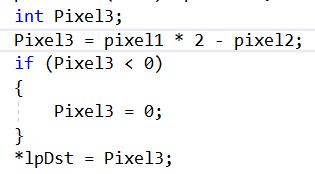 int Pixel3;
Pixel3 = pixel1 * 2 - pixel2;
if (Pixel3 < 0)
{
    Pixel3 = 0;
}
*lpDst = Pixel3;